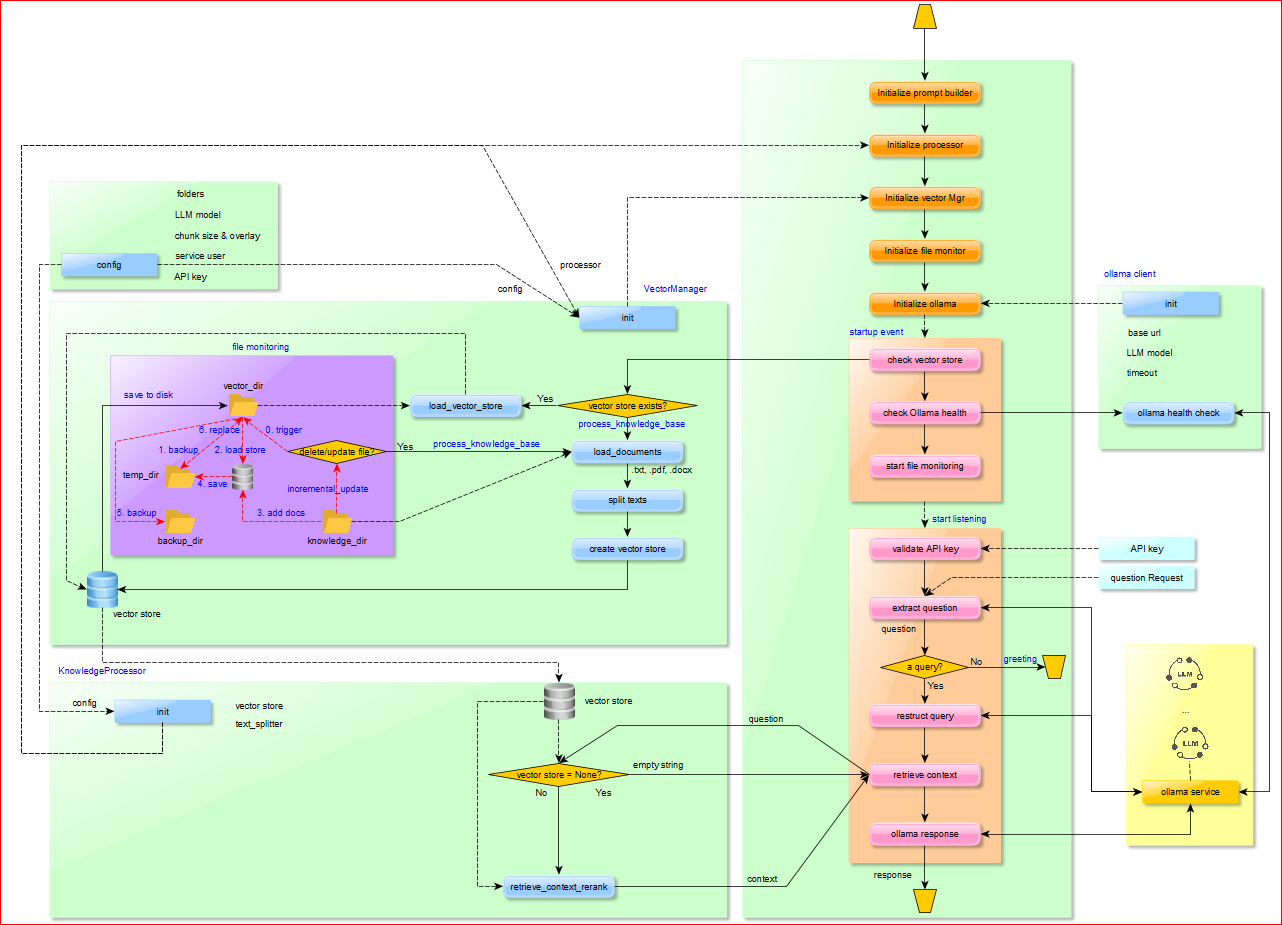 Initialize prompt builder
Initialize processor
Initialize vector Mgr
Initialize file monitor
Initialize ollama
folders
LLM model
chunk size & overlay
service user
API key
config
processor
config
VectorManager
init
ollama client
init
base url
LLM model
timeout
ollama health check
startup event
check vector store
check Ollama health
start file monitoring
file monitoring
vector_dir
save to disk
load_vector_store
Yes
vector store exists?
process_knowledge_base
6. replace
0. trigger
1. backup
2. load store
delete/update file?
Yes
process_knowledge_base
load_documents
.txt, .pdf, .docx
temp_dir
4. save
incremental_update
split texts
5. backup
3. add docs
backup_dir
knowledge_dir
create vector store
vector store
start listening
validate API key
API key
question Request
extract question
question
a query?
No
greeting
Yes
restruct query
retrieve context
ollama response
response
LLM
...
LLM
ollama service
KnowledgeProcessor
config
init
vector store
text_splitter
vector store
question
vector store = None?
empty string
No
Yes
retrieve_context_rerank
context